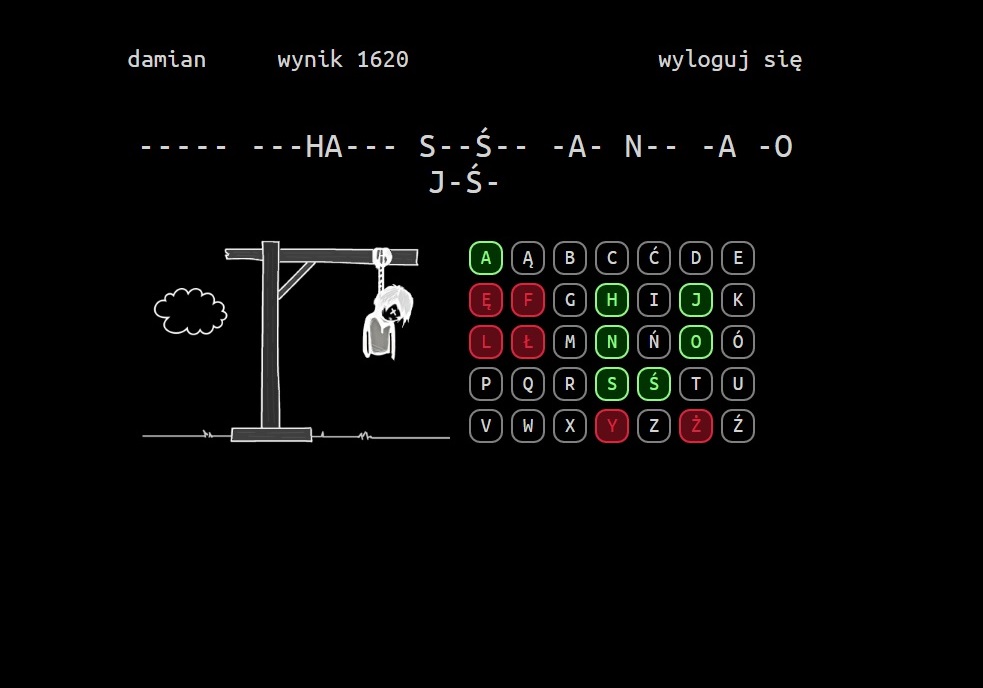 damian wynik 1620 wyloguj się
----- ---HA--- S--Ś-- -A- N-- -A -O
J-Ś-
A Ą B C Ć D E
Ę F G H I J K
L Ł M N Ń O Ó
P Q R S Ś T U
V W X Y Z Ż Ź